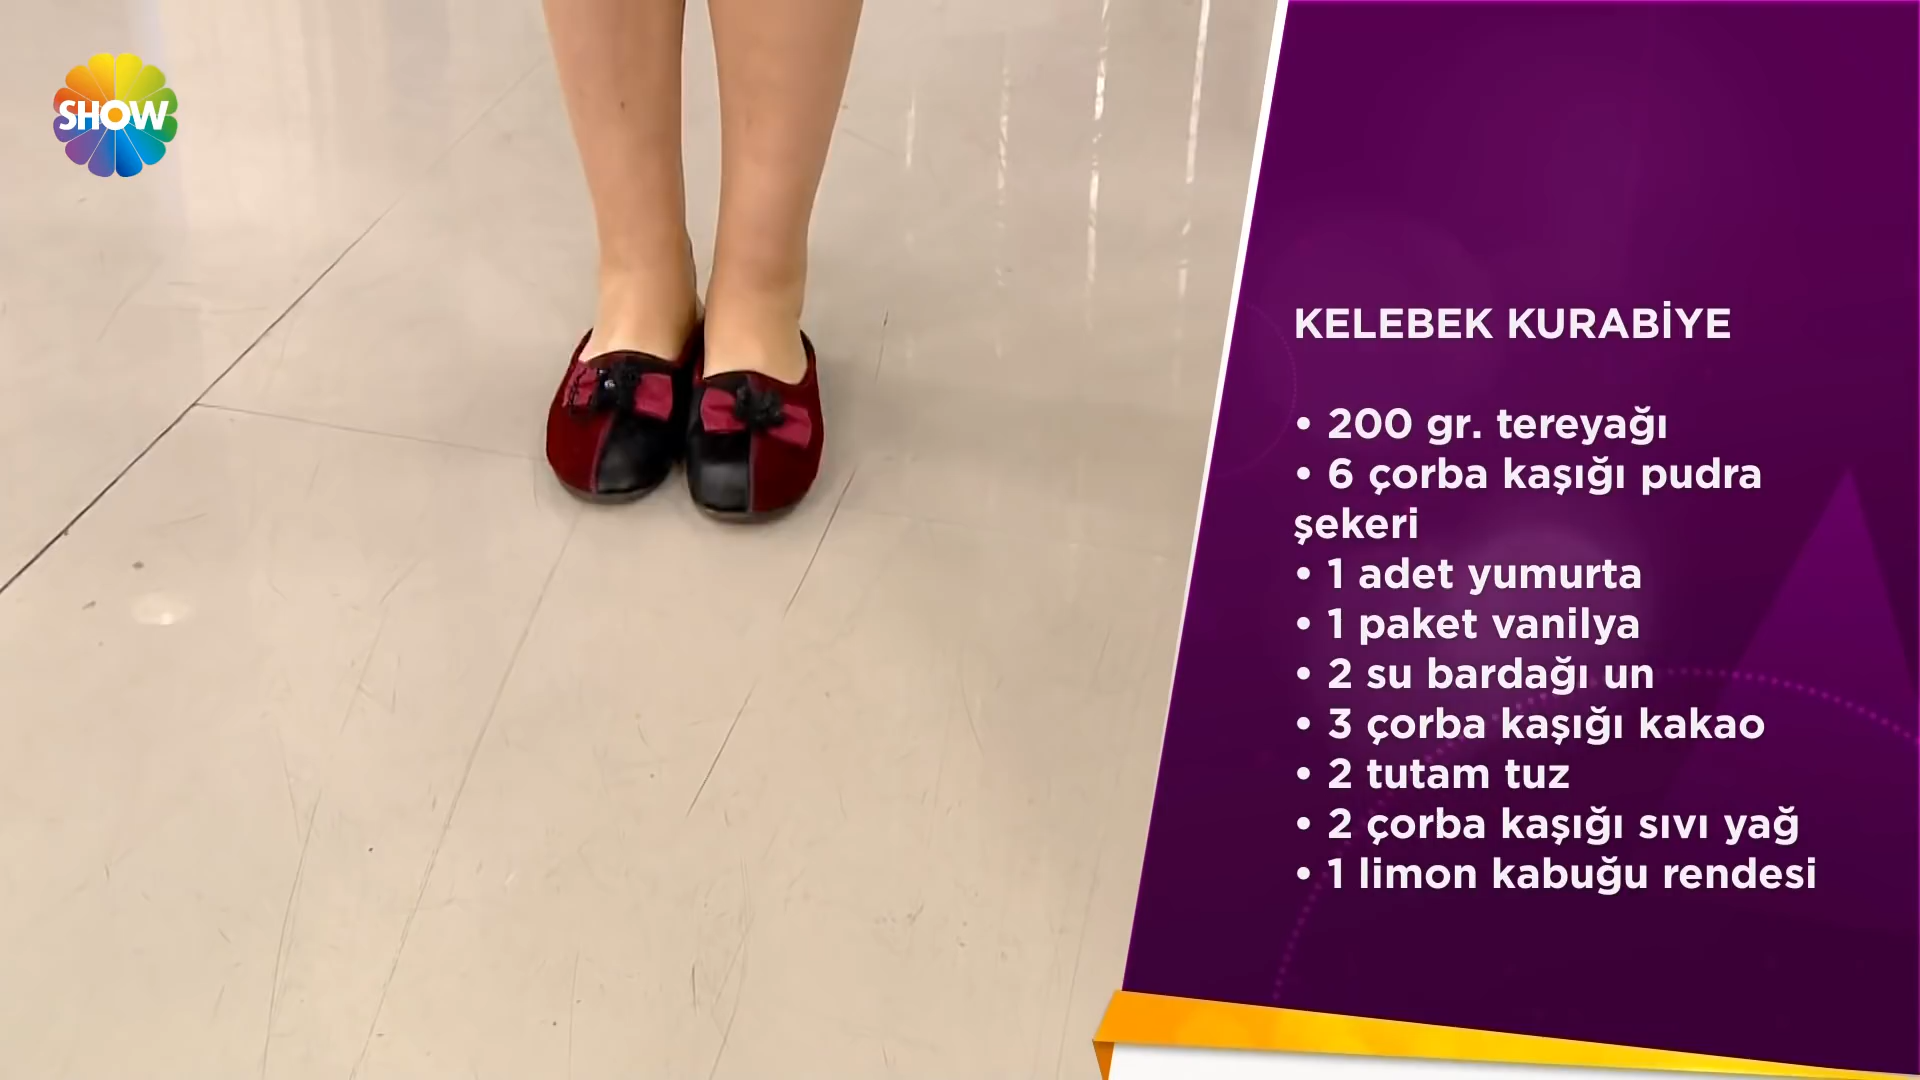 SHOW
KELEBEK KURABİYE
• 200 gr. tereyağı
• 6 çorba kaşığı pudra
şekeri
• 1 adet yumurta
• 1 paket vanilya
• 2 su bardağı un
• 3 çorba kaşığı kakao
• 2 tutam tuz
• 2 çorba kaşığı sıvı yağ
• 1 limon kabuğu rendesi